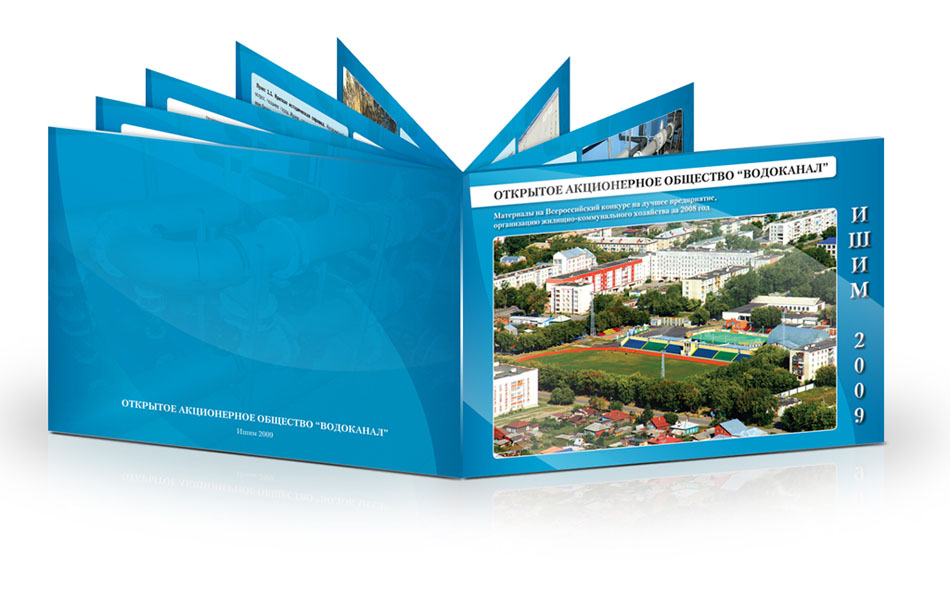 ОТКРЫТОЕ АКЦИОНЕРНОЕ ОБЩЕСТВО “ВОДОКАНАЛ”
Ишим 2009
ОТКРЫТОЕ АКЦИОНЕРНОЕ ОБЩЕСТВО “ВОДОКАНАЛ”
Материалы на Всероссийский конкурс на лучшее предприятие,
организацию жилищно-коммунального хозяйства за 2008 год
ИШИМ 2009